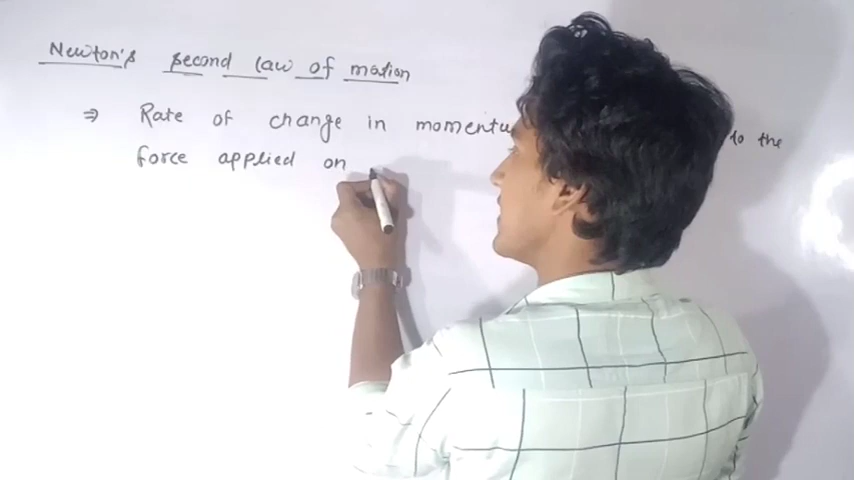 Newton's second law of motion
⇒ Rate of change in momentu to the
force applied on